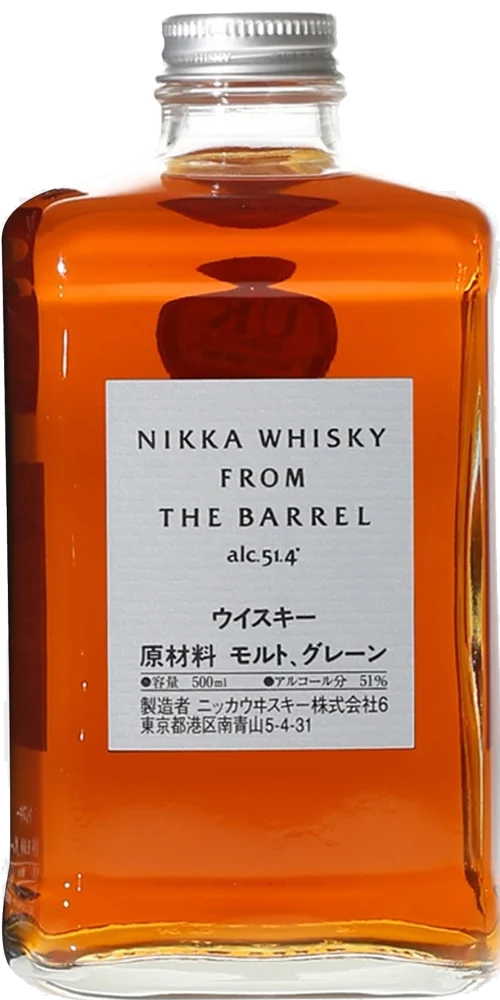 NIKKA WHISKY
FROM
THE BARREL
alc.51.4°
ウイスキー
原材料 モルト、グレーン
●容量 500ml ●アルコール分 51%
製造者 ニッカウヰスキー株式会社6
東京都港区南青山5-4-31